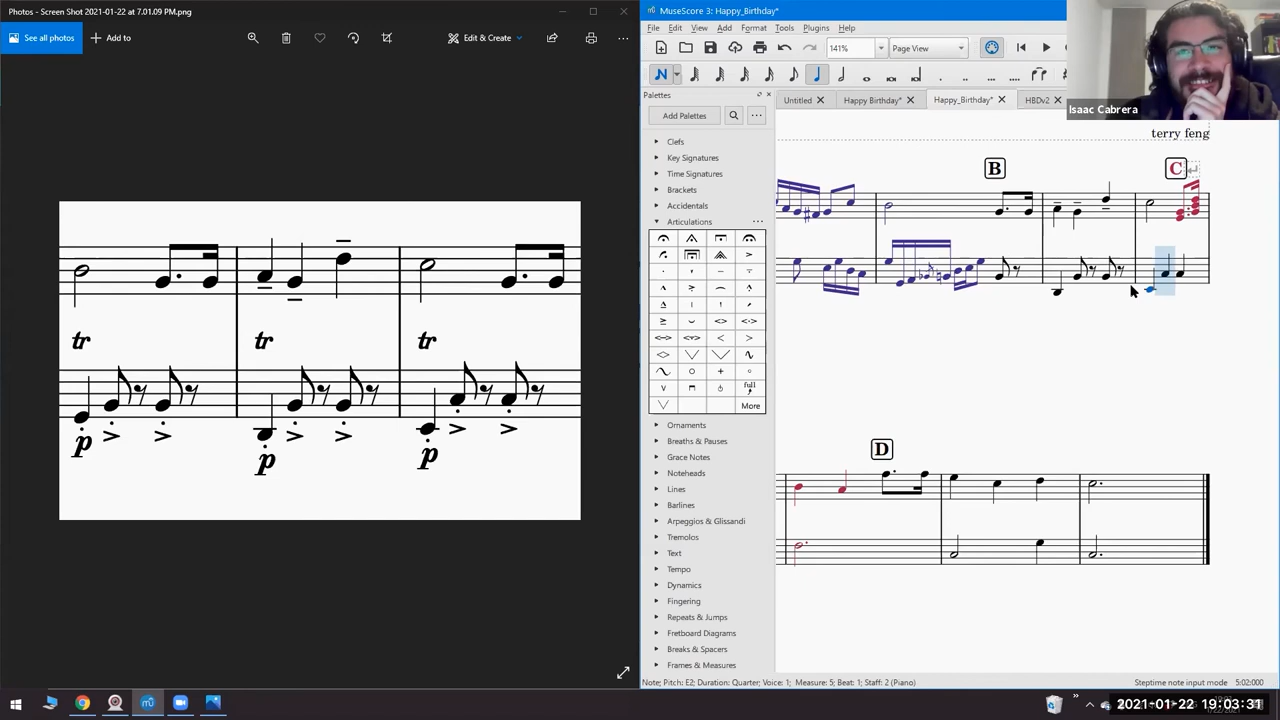 Photos - Screen Shot 2021-01-22 at 7.01.09 PM.png
See all photos
Add to
Edit & Create
tr
tr
tr
p
p
p
MuseScore 3: Happy_Birthday*
File Edit View Add Format Tools Plugins Help
141%
Page View
N
Isaac Cabrera
Palettes
Untitled
Happy Birthday*
Happy_Birthday*
HBDv2
Add Palettes
Clefs
Key Signatures
Time Signatures
Brackets
Accidentals
Articulations
full
More
Ornaments
Breaths & Pauses
Grace Notes
Noteheads
Lines
Barlines
Arpeggios & Glissandi
Tremolos
Text
Tempo
Dynamics
Fingering
Repeats & Jumps
Fretboard Diagrams
Breaks & Spacers
Frames & Measures
terry feng
B
C
D
Note; Pitch: E2; Duration: Quarter; Voice: 1; Measure: 5; Beat: 1; Staff: 2 (Piano)
Steptime note input mode
5:02:000
2021-01-22 19:03:31